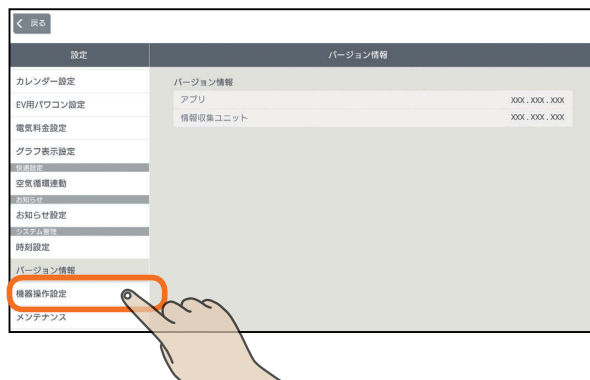 く 戻る
設定
バージョン情報
カレンダー設定
EV用パワコン設定
電気料金設定
グラフ表示設定
快適設定
空気循環連動
お知らせ
お知らせ設定
システム管理
時刻設定
バージョン情報
機器操作設定
メンテナンス
バージョン情報
アプリ XXX.XXX.XXX
情報収集ユニット XXX.XXX.XXX